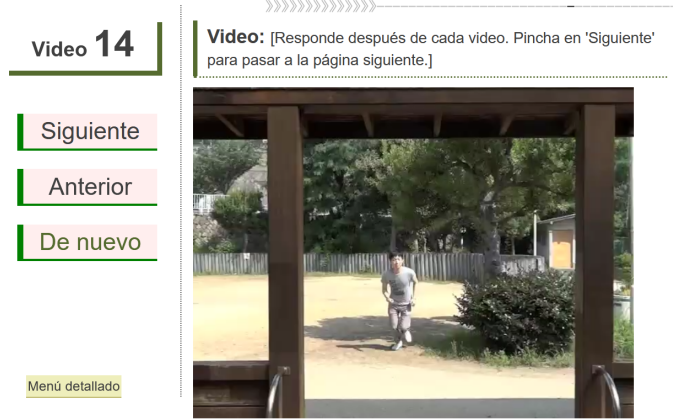 Video 14
Video: [Responde después de cada video. Pincha en 'Siguiente'
para pasar a la página siguiente.]
Siguiente
Anterior
De nuevo
Menú detallado